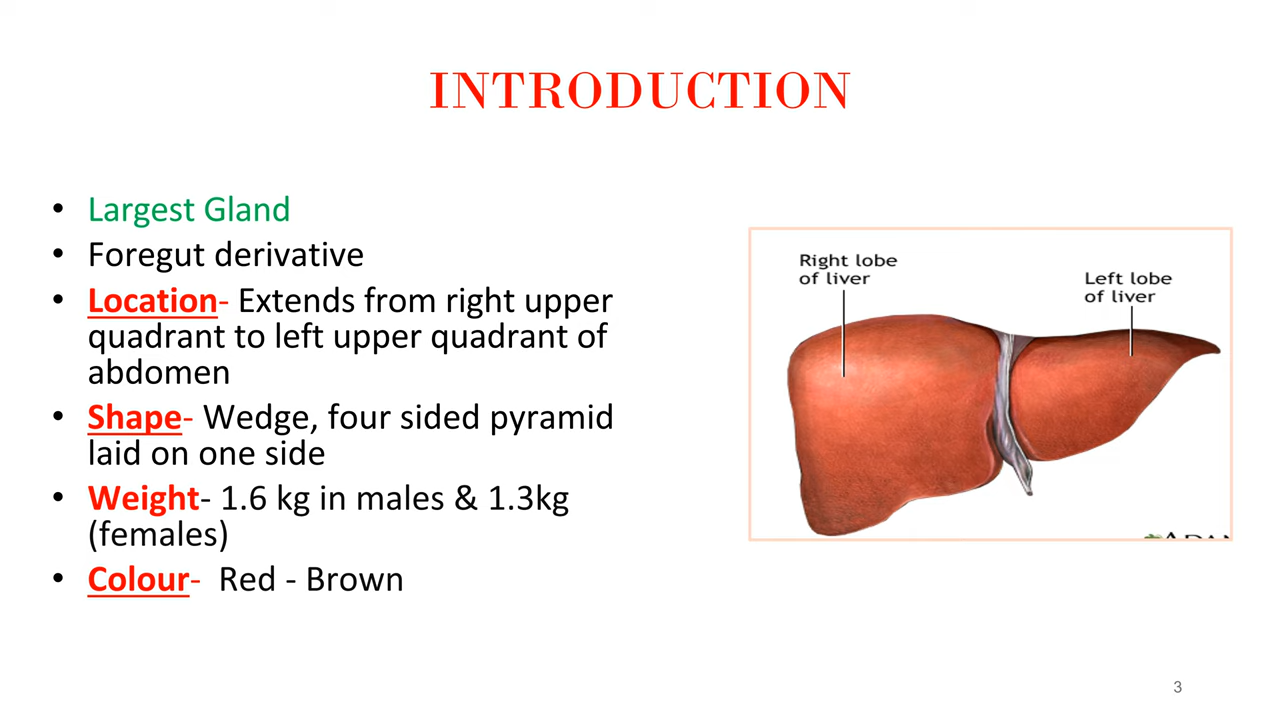 INTRODUCTION
• Largest Gland
• Foregut derivative
• Location- Extends from right upper
quadrant to left upper quadrant of
abdomen
• Shape- Wedge, four sided pyramid
laid on one side
• Weight- 1.6 kg in males & 1.3kg
(females)
• Colour-  Red - Brown
Right lobe
of liver
Left lobe
of liver
3